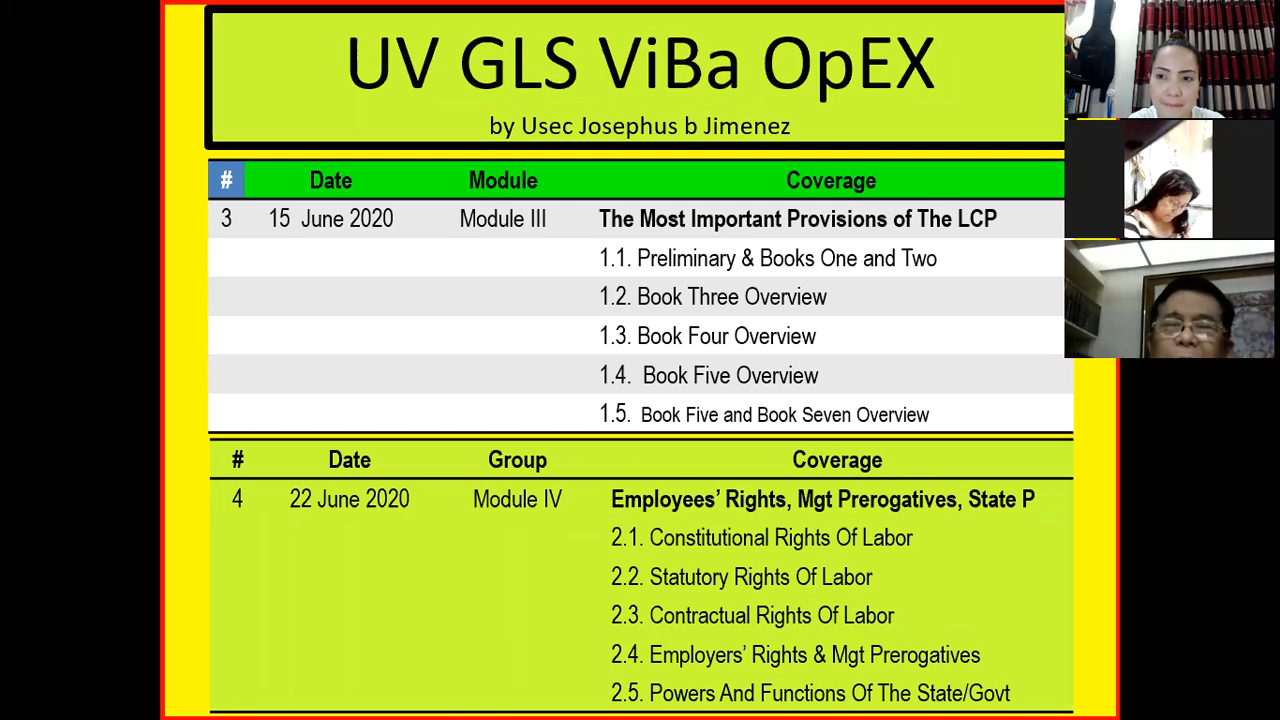 UV GLS ViBa OpEX
by Usec Josephus b Jimenez
# Date Module Coverage
3 15 June 2020 Module III The Most Important Provisions of The LCP
1.1. Preliminary & Books One and Two
1.2. Book Three Overview
1.3. Book Four Overview
1.4. Book Five Overview
1.5. Book Five and Book Seven Overview
# Date Group Coverage
4 22 June 2020 Module IV Employees’ Rights, Mgt Prerogatives, State P
2.1. Constitutional Rights Of Labor
2.2. Statutory Rights Of Labor
2.3. Contractual Rights Of Labor
2.4. Employers’ Rights & Mgt Prerogatives
2.5. Powers And Functions Of The State/Govt